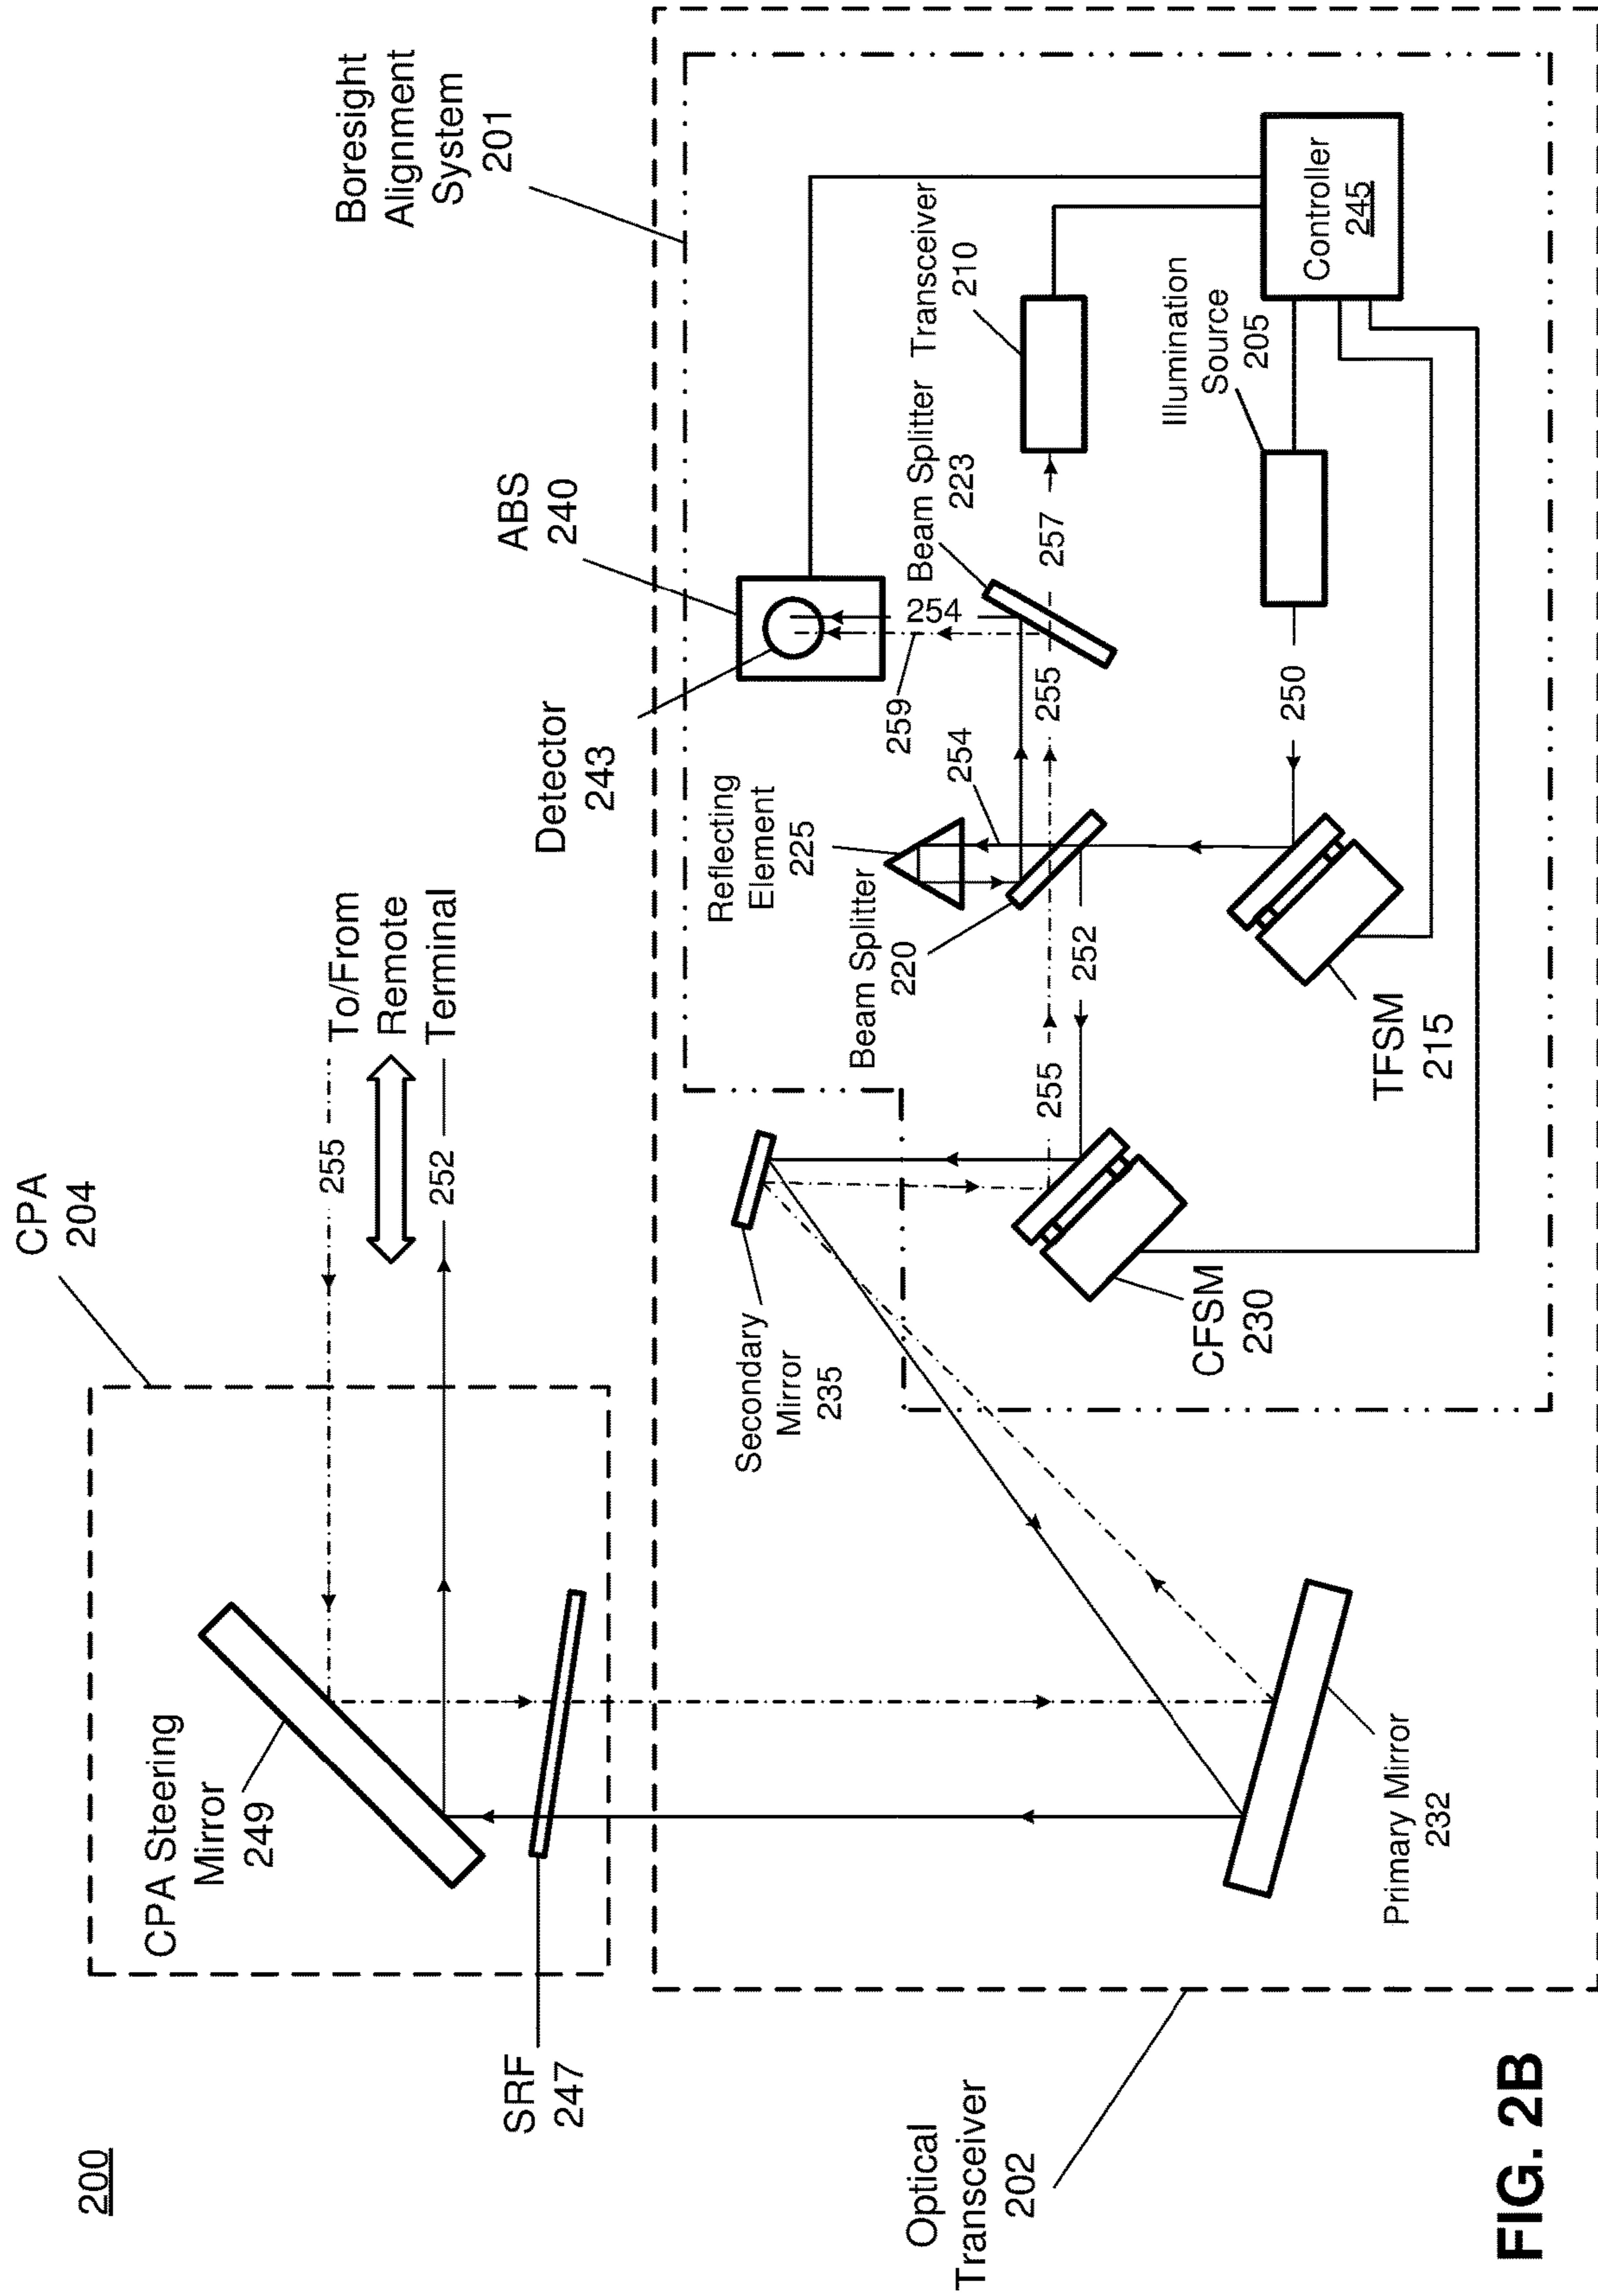 200
CPA
204
CPA Steering
Mirror
249
SRF
247
255
252
To/From
Remote
Terminal
Boresight
Alignment
System
201
ABS
240
Detector
243
Optical
Transceiver
202
Secondary
Mirror
235
Primary Mirror
232
CFSM
230
255
252
Beam Splitter
220
Reflecting
Element
225
254
259
254
255
Beam Splitter
223
257
Transceiver
210
TFSM
215
250
Illumination
Source
205
Controller
245
FIG. 2B